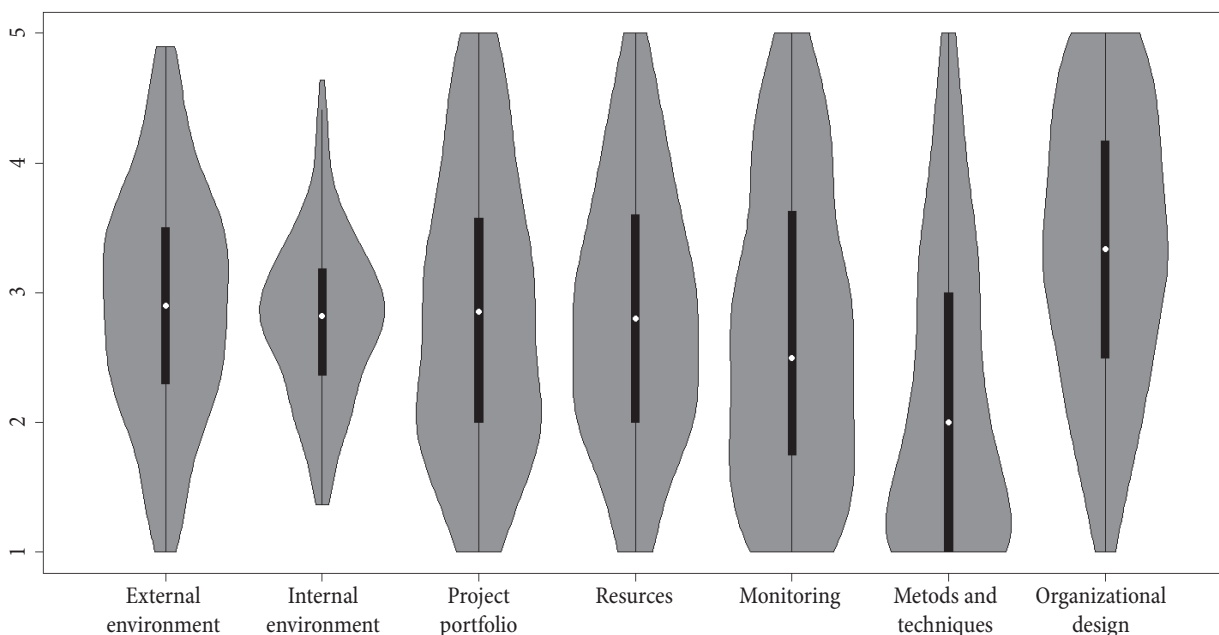 5
4
3
2
1
External environment
Internal environment
Project portfolio
Resurces
Monitoring
Metods and techniques
Organizational design